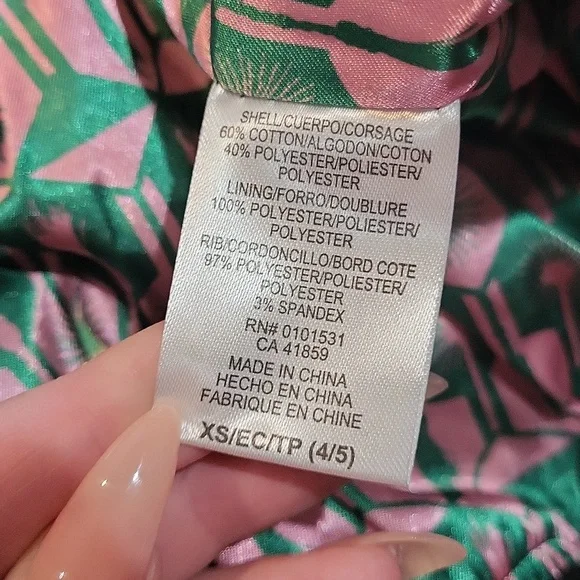 SHELL/CUERPO/CORSAGE
60% COTTON/ALGODON/COTON
40% POLYESTER/POLIESTER/
POLYESTER
LINING/FORRO/DOUBLURE
100% POLYESTER/POLIESTER/
POLYESTER
RIB/CORDONCILLO/BORD COTE
97% POLYESTER/POLIESTER/
POLYESTER
3% SPANDEX
RN# 0101531
CA 41859
MADE IN CHINA
HECHO EN CHINA
FABRIQUE EN CHINE
XS/EC/TP (4/5)